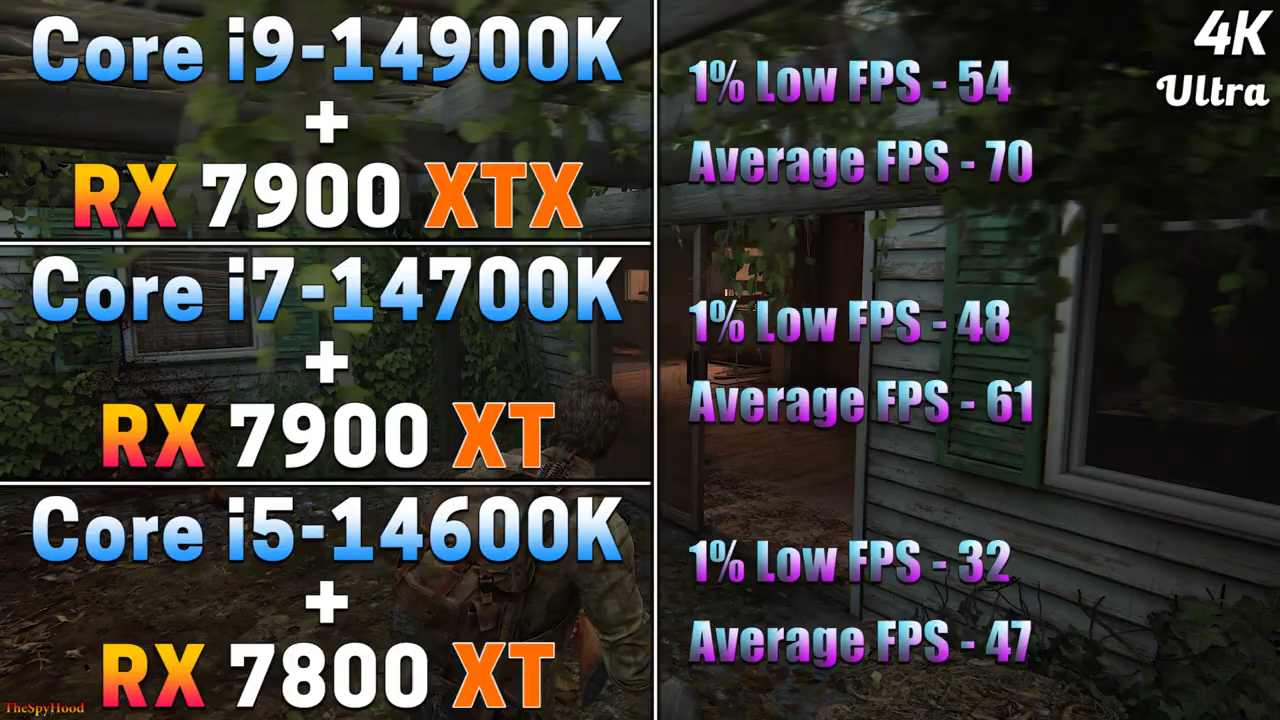 Core i9-14900K
+
RX 7900 XTX
1% Low FPS - 54
Average FPS - 70
4K
Ultra
Core i7-14700K
+
RX 7900 XT
1% Low FPS - 48
Average FPS - 61
Core i5-14600K
+
RX 7800 XT
1% Low FPS - 32
Average FPS - 47
TheSpyHood